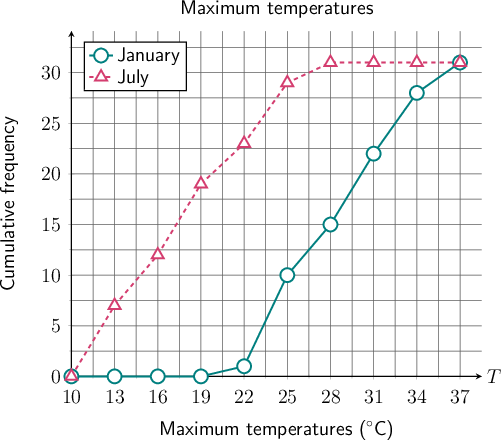 Maximum temperatures
January
July
30
25
20
15
10
5
0
10 13 16 19 22 25 28 31 34 37 T
Cumulative frequency
Maximum temperatures (°C)